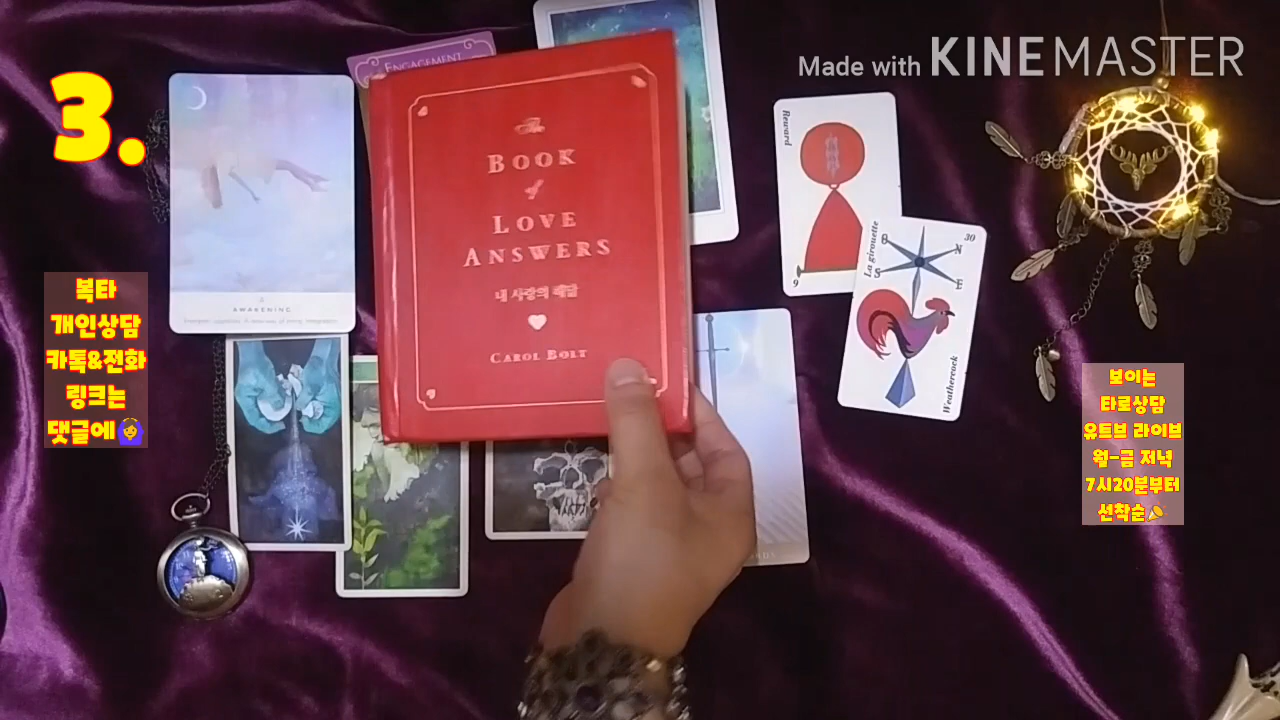 Made with KINEMASTER
3.
ENGAGEMENT
The
BOOK
of
LOVE
ANSWERS
내 사랑의 해답
CAROL BOLT
AWAKENING
Reward
9
La girouette
30
N
S
E
Weathercock
복타
개인상담
카톡&전화
링크는
댓글에🙆‍♀️
보이는
타로상담
유트브 라이브
월-금 저녁
7시20분부터
선착순📣